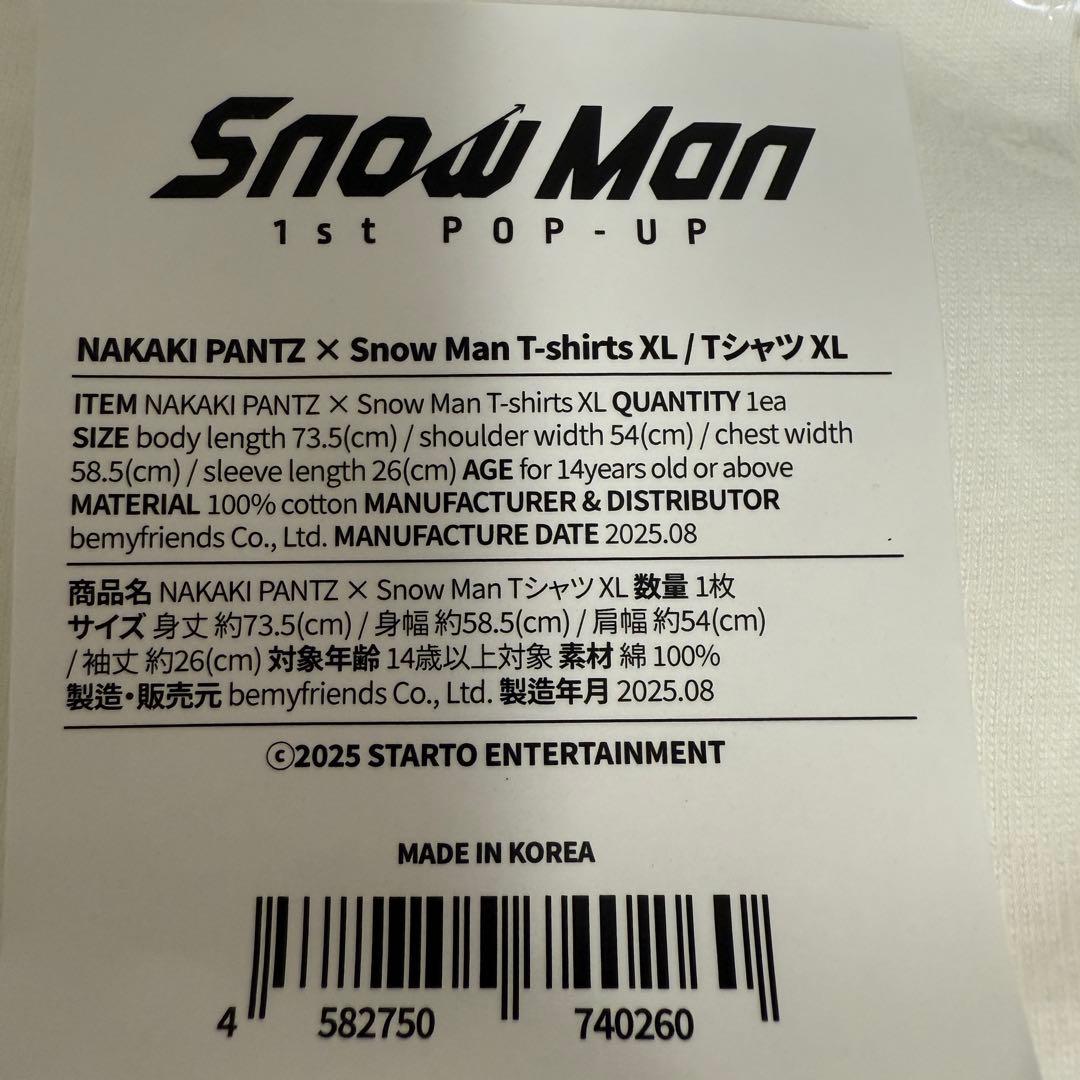 Snow Man
1st POP-UP
NAKAKI PANTZ × Snow Man T-shirts XL / Tシャツ XL
ITEM NAKAKI PANTZ × Snow Man T-shirts XL QUANTITY 1ea
SIZE body length 73.5(cm) / shoulder width 54(cm) / chest width
58.5(cm) / sleeve length 26(cm) AGE for 14years old or above
MATERIAL 100% cotton MANUFACTURER & DISTRIBUTOR
bemyfriends Co., Ltd. MANUFACTURE DATE 2025.08
商品名 NAKAKI PANTZ × Snow Man Tシャツ XL 数量 1枚
サイズ 身丈 約73.5(cm) / 身幅 約58.5(cm) / 肩幅 約54(cm)
/ 袖丈 約26(cm) 対象年齢 14歳以上対象 素材 綿 100%
製造・販売元 bemyfriends Co., Ltd. 製造年月 2025.08
ⓒ2025 STARTO ENTERTAINMENT
MADE IN KOREA
4 582750 740260